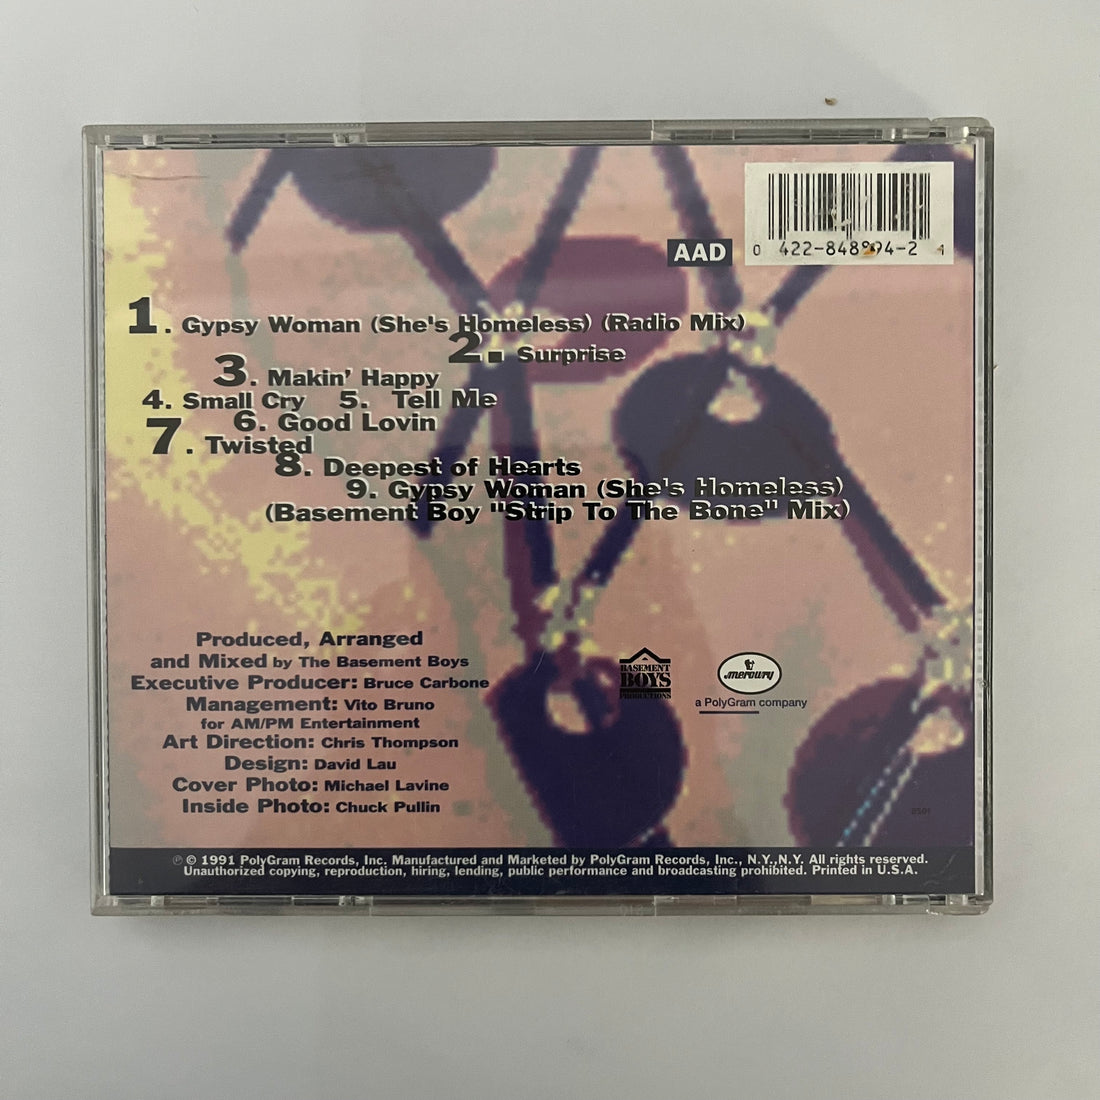 AAD
0 422-848994-2 1
1. Gypsy Woman (She's Homeless) (Radio Mix)
2. Surprise
3. Makin' Happy
4. Small Cry 5. Tell Me
6. Good Lovin
7. Twisted
8. Deepest of Hearts
9. Gypsy Woman (She's Homeless)
(Basement Boy "Strip To The Bone" Mix)
Produced, Arranged
and Mixed by The Basement Boys
Executive Producer: Bruce Carbone
Management: Vito Bruno
for AM/PM Entertainment
Art Direction: Chris Thompson
Design: David Lau
Cover Photo: Michael Lavine
Inside Photo: Chuck Pullin
BASEMENT
BOYS
PRODUCTIONS
mercury
a PolyGram company
℗ © 1991 PolyGram Records, Inc. Manufactured and Marketed by PolyGram Records, Inc., N.Y.,N.Y. All rights reserved.
Unauthorized copying, reproduction, hiring, lending, public performance and broadcasting prohibited. Printed in U.S.A.